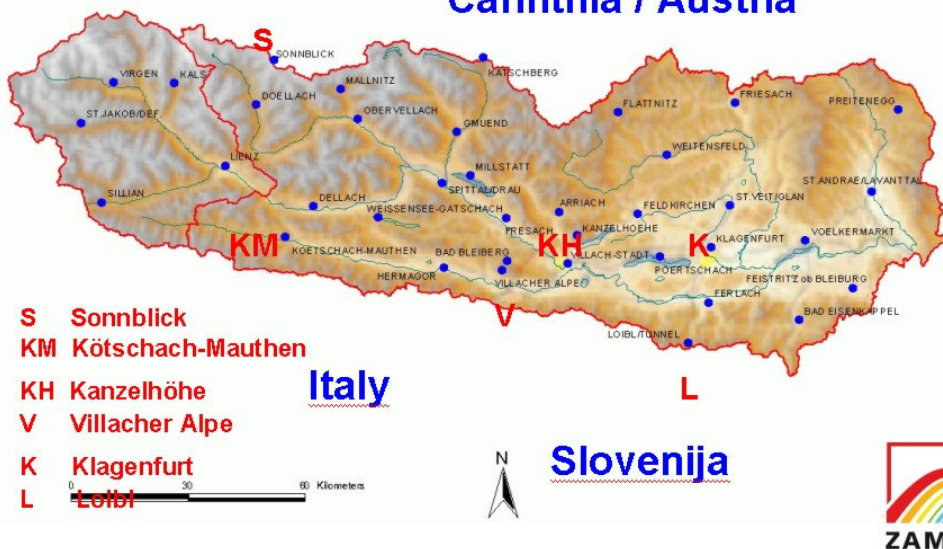 Carinthia / Austria
S
SONNBLICK
KATSCHBERG
VIRGEN
KALS
MALLNITZ
DOELLACH
OBERVELLACH
FLATTNITZ
FRIESACH
PREITENEGG
ST.JAKOB/DEF.
GMUEND
WEITENSFELD
LIENZ
MILLSTATT
SPITTAL/DRAU
ST.ANDRAE/LAVANTTAL
SILLIAN
DELLACH
WEISSENSEE-GATSCHACH
FRESACH
ARRIACH
FELDKIRCHEN
ST.VEIT/GLAN
KANZELHOEHE
KM
KOETSCHACH-MAUTHEN
KH
K
KLAGENFURT
VOELKERMARKT
BAD BLEIBERG
VILLACH-STADT
POERTSCHACH
HERMAGOR
VILLACHER ALPE
FEISTRITZ ob BLEIBURG
FERLACH
V
BAD EISENKAPPEL
LOIBL/TUNNEL
L
S Sonnblick
KM Kötschach-Mauthen
KH Kanzelhöhe
V Villacher Alpe
K Klagenfurt
L Loibl
0 30 60 Kilometers
Italy
Slovenija
N
ZAM